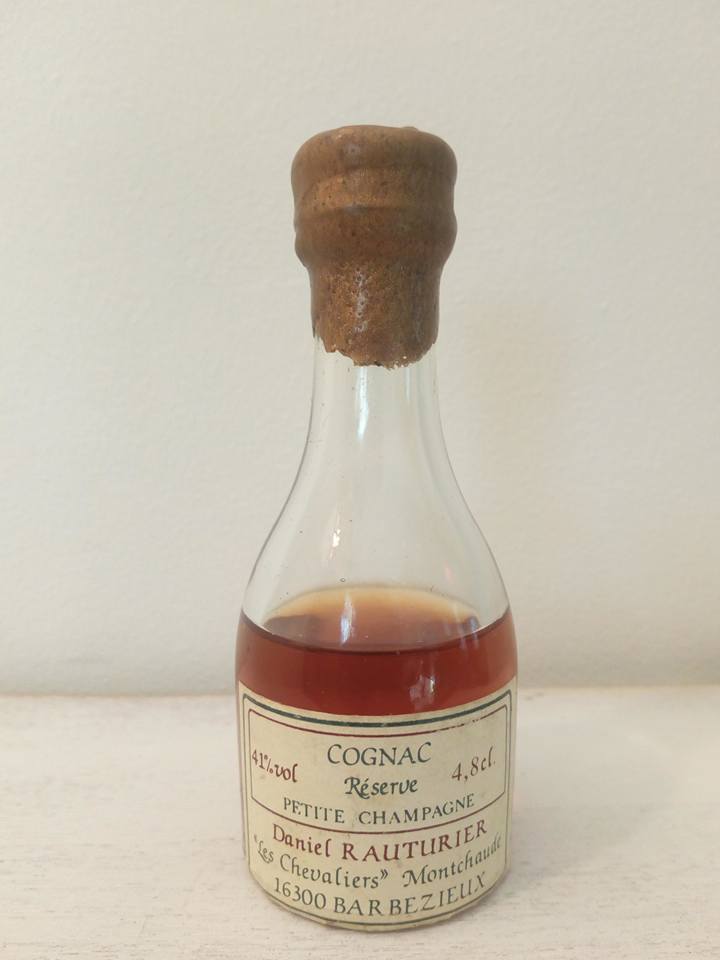 COGNAC
41%vol Réserve 4,8cl.
PETITE CHAMPAGNE
Daniel RAUTURIER
"Les Chevaliers" Montchaude
16300 BARBEZIEUX